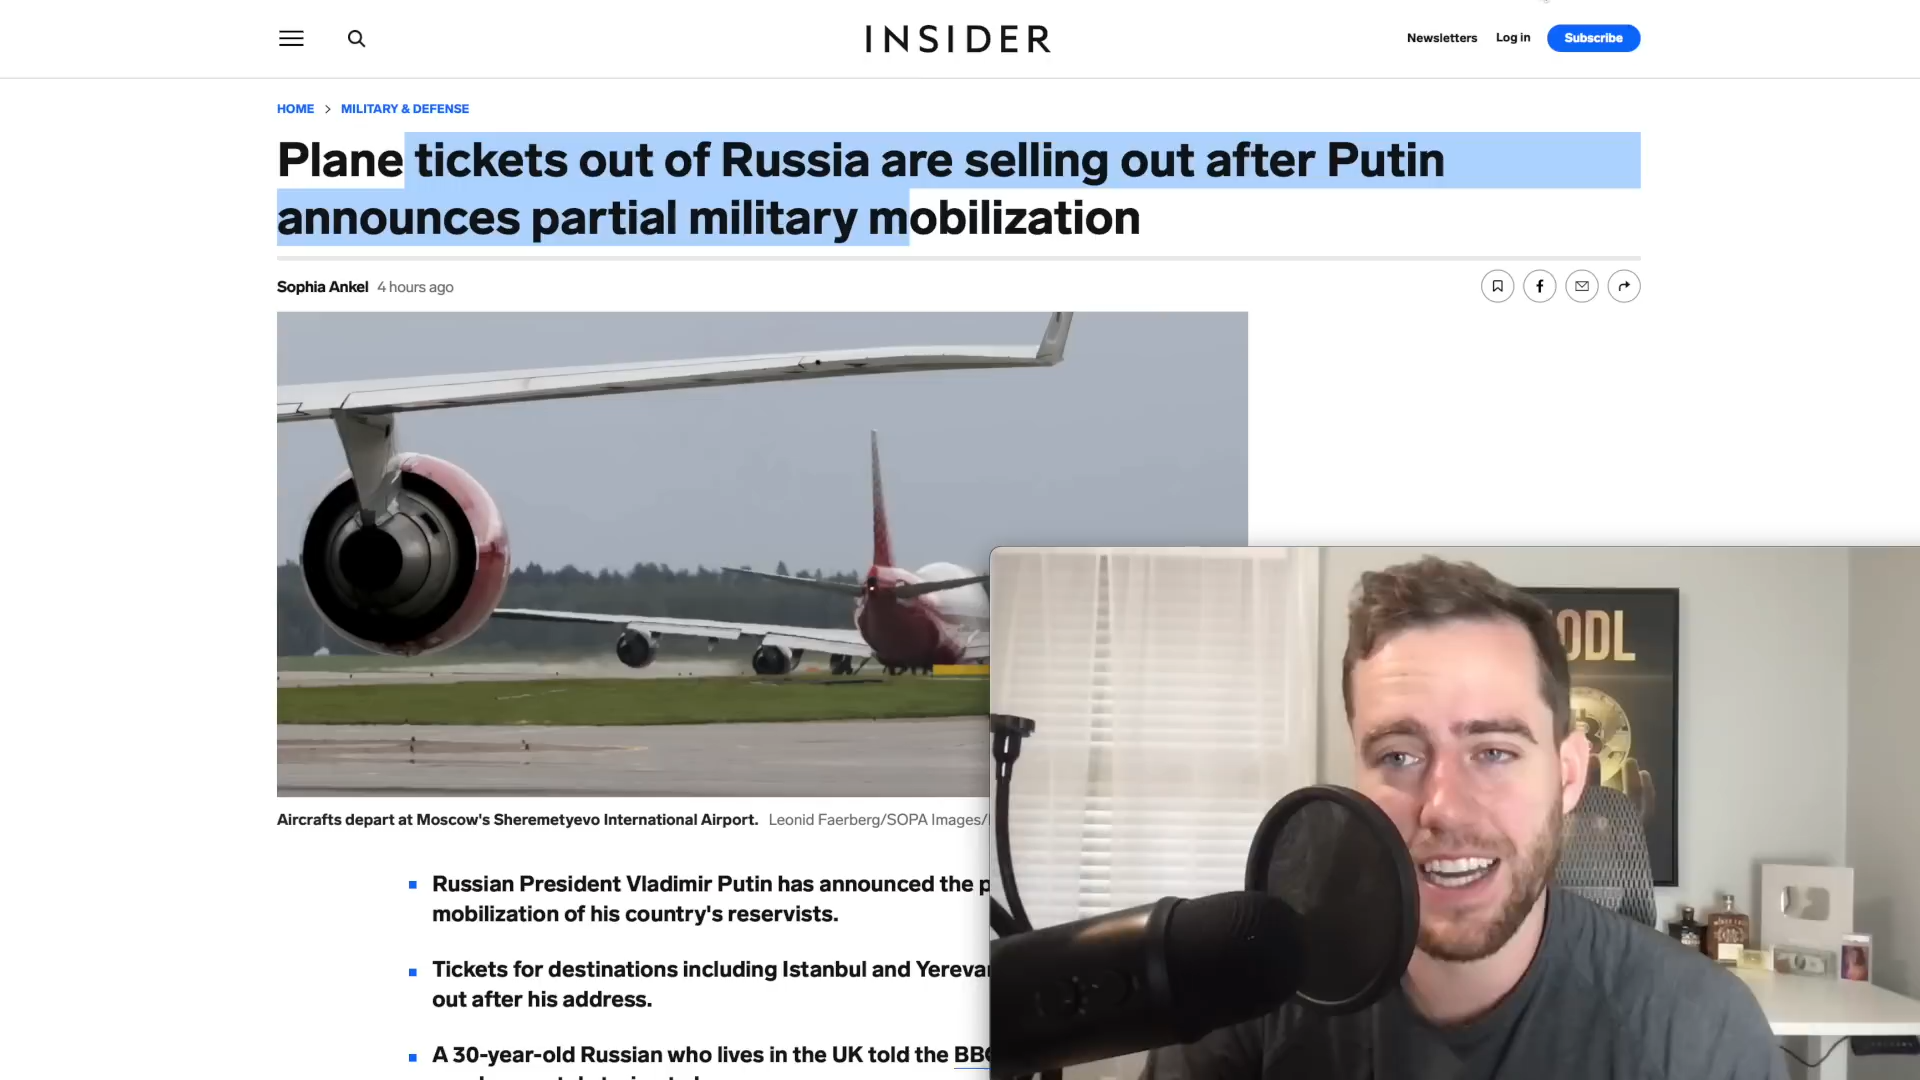 INSIDER
Newsletters
Log in
Subscribe
HOME > MILITARY & DEFENSE
Plane tickets out of Russia are selling out after Putin
announces partial military mobilization
Sophia Ankel 4 hours ago
Aircrafts depart at Moscow's Sheremetyevo International Airport. Leonid Faerberg/SOPA Images/
Russian President Vladimir Putin has announced the p
mobilization of his country's reservists.
Tickets for destinations including Istanbul and Yereva
out after his address.
A 30-year-old Russian who lives in the UK told the BB
ODL